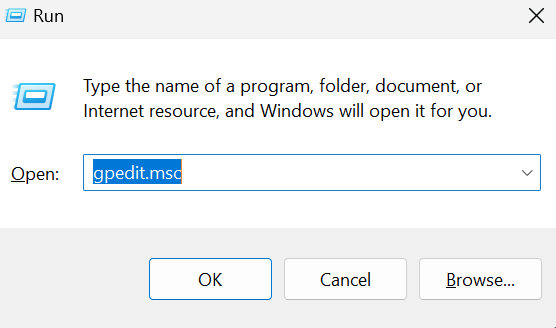 Run
Type the name of a program, folder, document, or
Internet resource, and Windows will open it for you.
Open:
gpedit.msc
OK
Cancel
Browse...